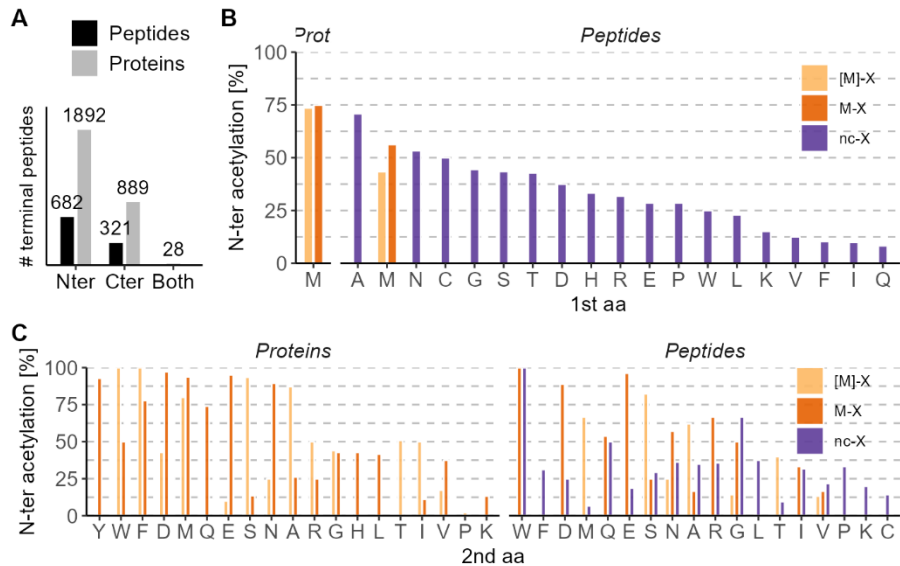 A
Peptides
Proteins
# terminal peptides
1892
682
889
321
28
Nter Cter Both
B
Prot
Peptides
N-ter acetylation [%]
100
75
50
25
0
[M]-X
M-X
nc-X
M A M N C G S T D H R E P W L K V F I Q
1st aa
C
Proteins
Peptides
N-ter acetylation [%]
100
75
50
25
0
[M]-X
M-X
nc-X
Y W F D M Q E S N A R G H L T I V P K
W F D M Q E S N A R G L T I V P K C
2nd aa